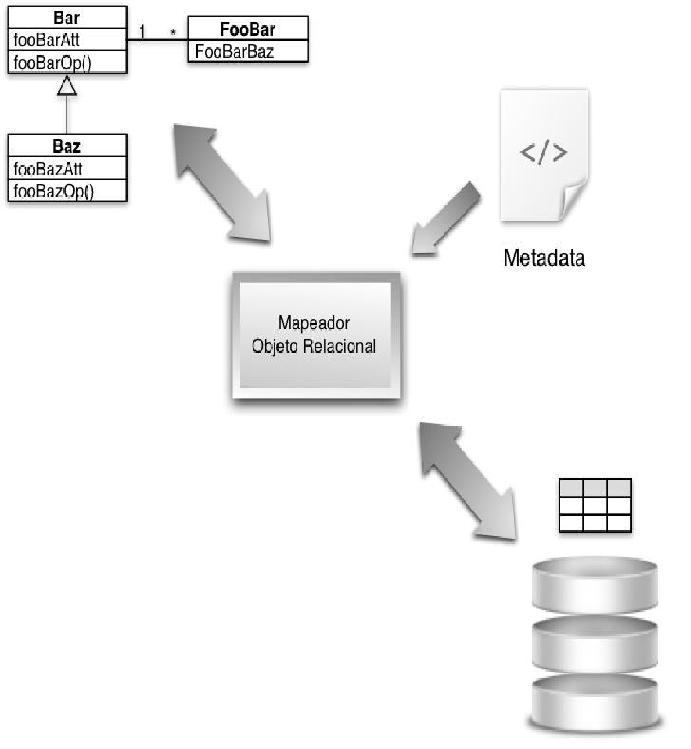 Bar
fooBarAtt
fooBarOp()
1
*
FooBar
FooBarBaz
Baz
fooBazAtt
fooBazOp()
</>
Metadata
Mapeador
Objeto Relacional